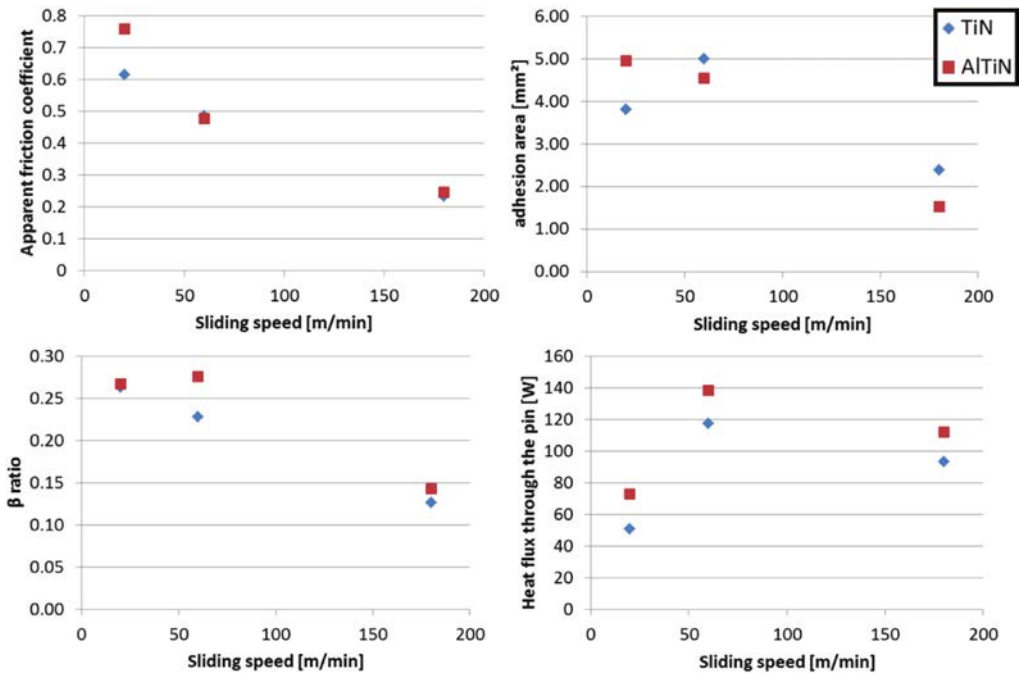 Apparent friction coefficient
0.8
0.7
0.6
0.5
0.4
0.3
0.2
0.1
0
0 50 100 150 200
Sliding speed [m/min]
adhesion area [mm²]
6.00
5.00
4.00
3.00
2.00
1.00
0.00
0 50 100 150 200
Sliding speed [m/min]
TiN
AlTiN
β ratio
0.30
0.25
0.20
0.15
0.10
0.05
0.00
0 50 100 150 200
Sliding speed [m/min]
Heat flux through the pin [W]
160
140
120
100
80
60
40
20
0
0 50 100 150 200
Sliding speed [m/min]